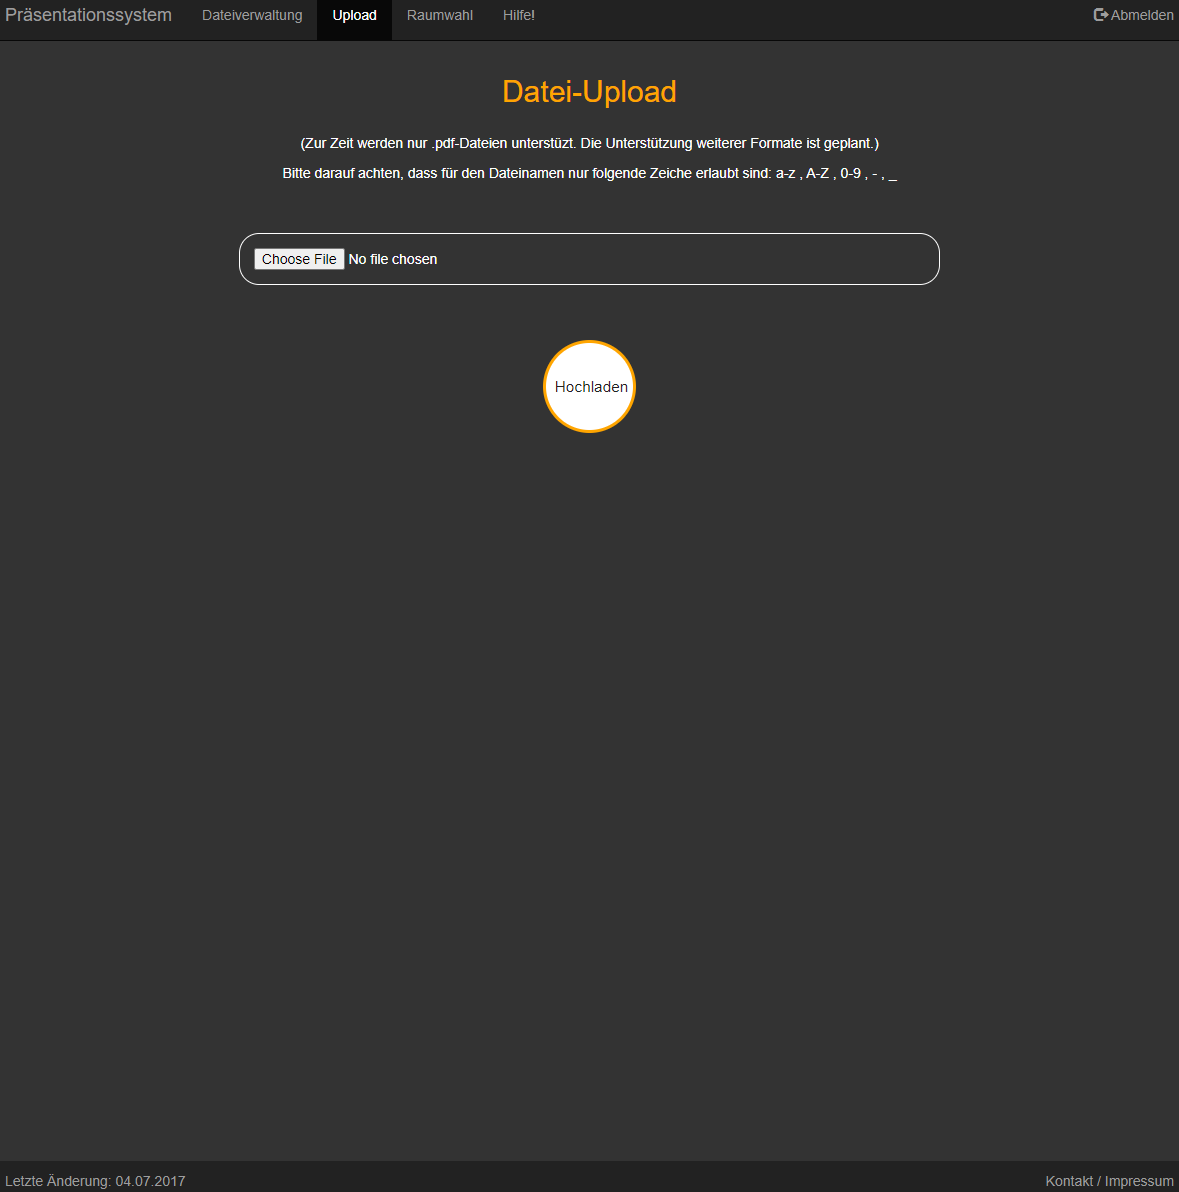 Präsentationssystem Dateiverwaltung Upload Raumwahl Hilfe! Abmelden
Datei-Upload
(Zur Zeit werden nur .pdf-Dateien unterstüzt. Die Unterstützung weiterer Formate ist geplant.)
Bitte darauf achten, dass für den Dateinamen nur folgende Zeiche erlaubt sind: a-z , A-Z , 0-9 , - , _
Choose File No file chosen
Hochladen
Letzte Änderung: 04.07.2017 Kontakt / Impressum